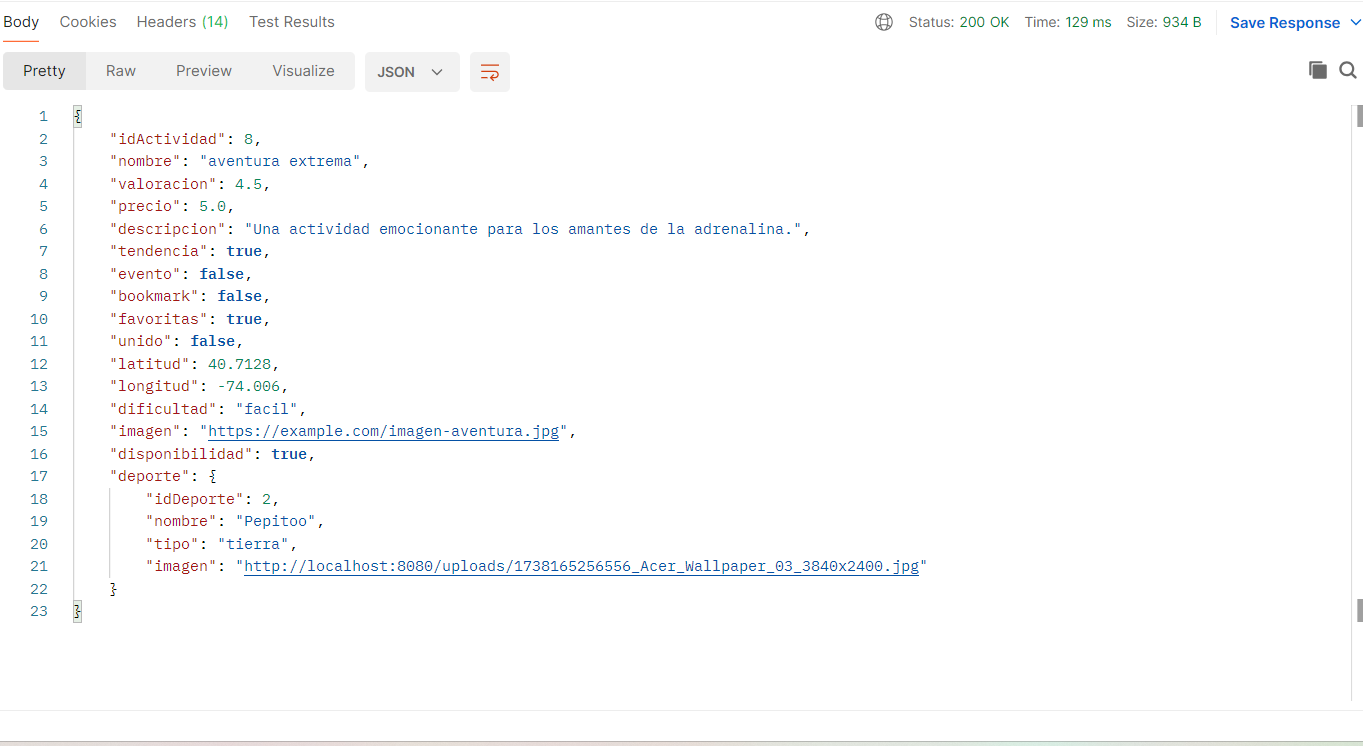 Body Cookies Headers (14) Test Results Status: 200 OK Time: 129 ms Size: 934 B Save Response
Pretty Raw Preview Visualize JSON
1 {
2 "idActividad": 8,
3 "nombre": "aventura extrema",
4 "valoracion": 4.5,
5 "precio": 5.0,
6 "descripcion": "Una actividad emocionante para los amantes de la adrenalina.",
7 "tendencia": true,
8 "evento": false,
9 "bookmark": false,
10 "favoritas": true,
11 "unido": false,
12 "latitud": 40.7128,
13 "longitud": -74.006,
14 "dificultad": "facil",
15 "imagen": "https://example.com/imagen-aventura.jpg",
16 "disponibilidad": true,
17 "deporte": {
18 "idDeporte": 2,
19 "nombre": "Pepitoo",
20 "tipo": "tierra",
21 "imagen": "http://localhost:8080/uploads/1738165256556_Acer_Wallpaper_03_3840x2400.jpg"
22 }
23 }